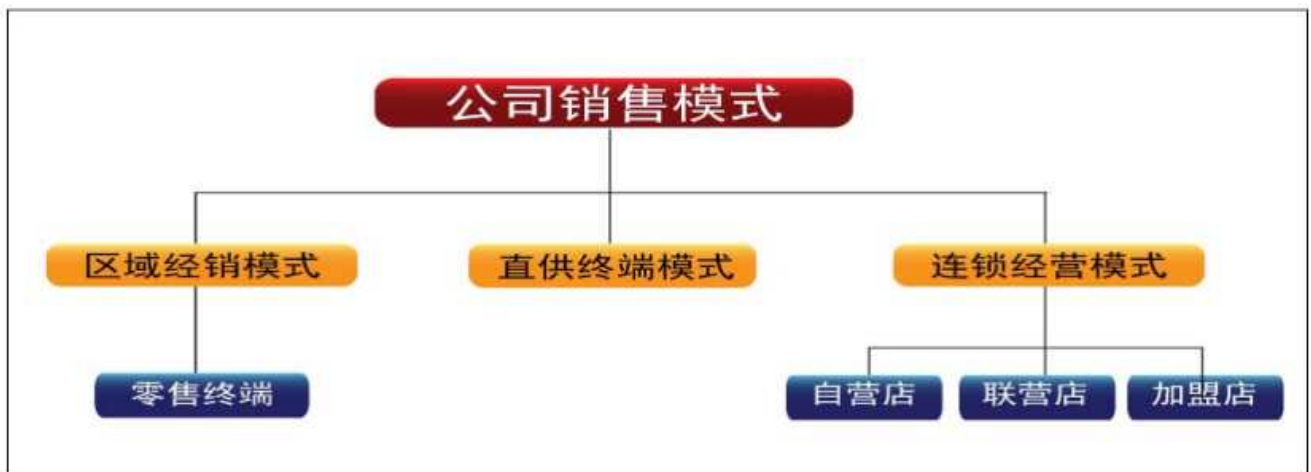 公司销售模式
区域经销模式
直供终端模式
连锁经营模式
零售终端
自营店
联营店
加盟店